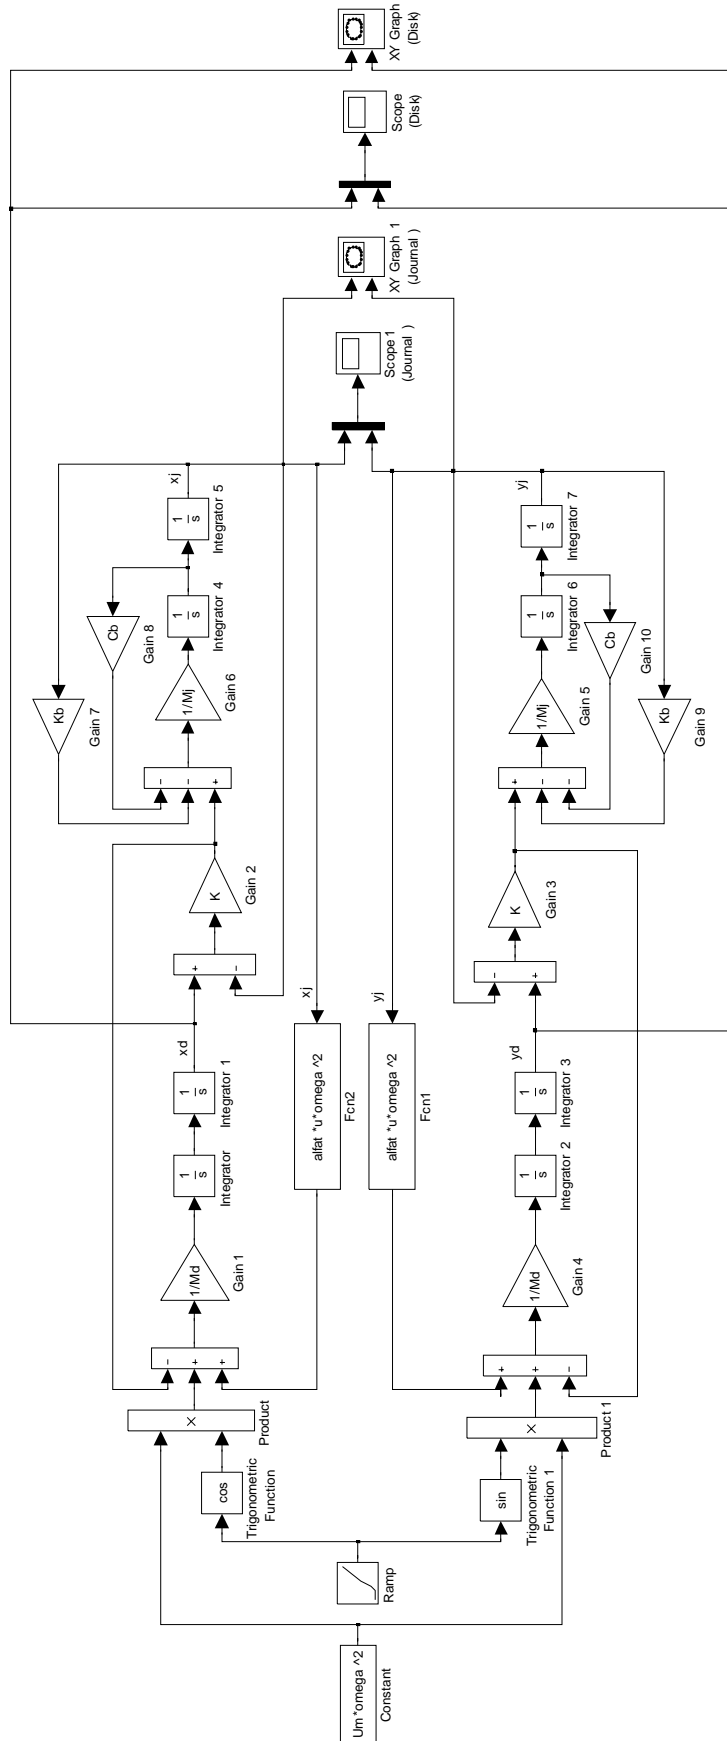 Kb
Gain 7
Cb
Gain 8
-
+
+
1/Md
Gain 1
1
s
Integrator
1
s
Integrator 1
xd
+
-
K
Gain 2
-
-
+
1/Mj
Gain 6
1
s
Integrator 4
1
s
Integrator 5
xj
×
Product
cos
Trigonometric
Function
alfat *u*omega ^2
Fcn2
xj
Um*omega ^2
Constant
Ramp
Scope 1
(Journal )
XY Graph 1
(Journal )
Scope
(Disk)
XY Graph
(Disk)
alfat *u*omega ^2
Fcn1
yj
sin
Trigonometric
Function 1
×
Product 1
+
+
-
1/Md
Gain 4
1
s
Integrator 2
1
s
Integrator 3
yd
-
+
K
Gain 3
+
-
-
1/Mj
Gain 5
1
s
Integrator 6
1
s
Integrator 7
yj
Cb
Gain 10
Kb
Gain 9